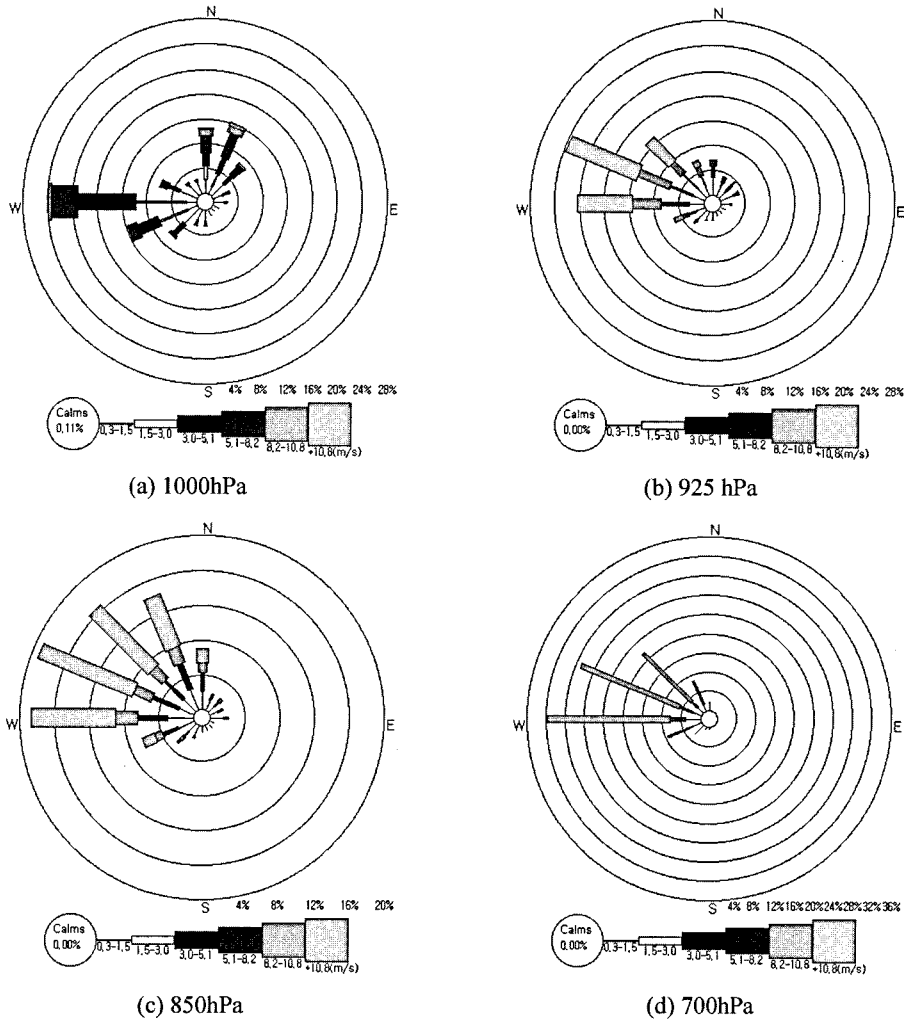 N
W
E
S
4% 8% 12% 16% 20% 24% 28%
Calms
0,11%
0,3-1,5
1,5-3,0
3,0-5,1
5,1-8,2
8,2-10,8
+10,8(m/s)
(a) 1000hPa
N
W
E
S
4% 8% 12% 16% 20% 24% 28%
Calms
0,00%
0,3-1,5
1,5-3,0
3,0-5,1
5,1-8,2
8,2-10,8
+10,8(m/s)
(b) 925 hPa
N
W
E
S
4% 8% 12% 16% 20%
Calms
0,00%
0,3-1,5
1,5-3,0
3,0-5,1
5,1-8,2
8,2-10,8
+10,8(m/s)
(c) 850hPa
N
W
E
S
4% 8% 12%16%20%24%28%32%36%
Calms
0,00%
0,3-1,5
1,5-3,0
3,0-5,1
5,1-8,2
8,2-10,8
+10,8(m/s)
(d) 700hPa